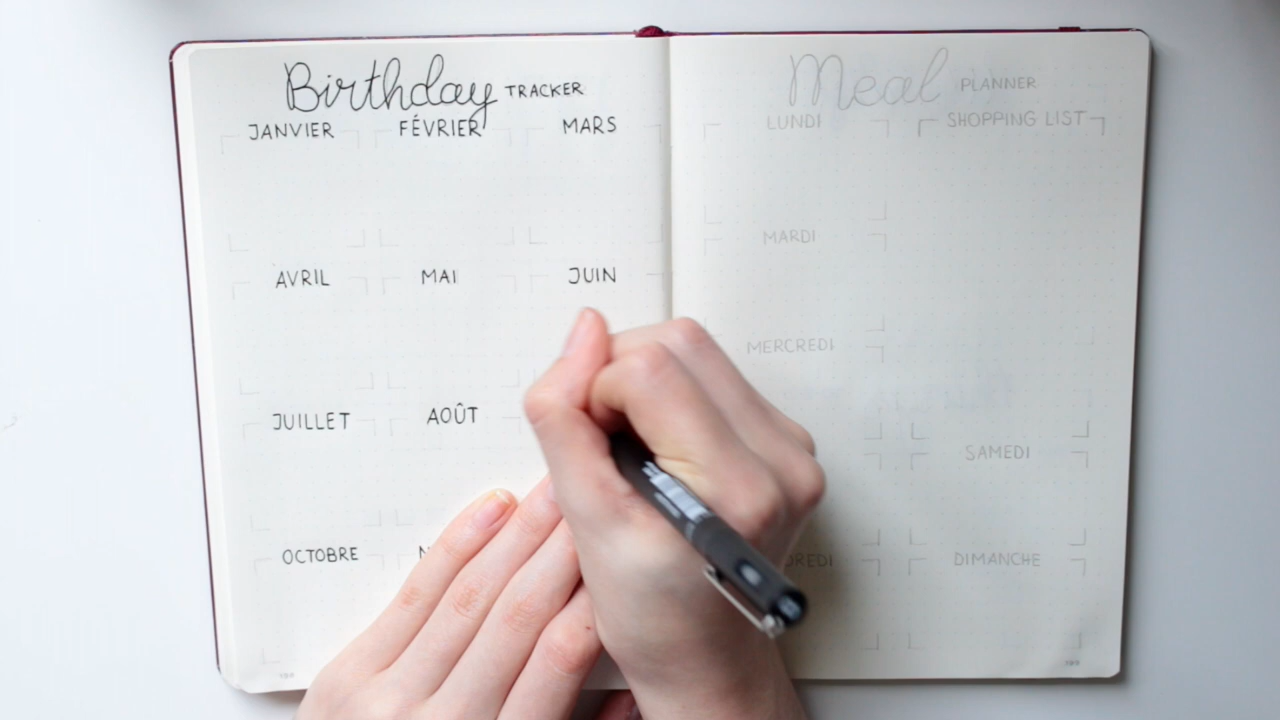 Birthday TRACKER
JANVIER FÉVRIER MARS
AVRIL MAI JUIN
JUILLET AOÛT
OCTOBRE
Meal PLANNER
LUNDI SHOPPING LIST
MARDI
MERCREDI
SAMEDI
DIMANCHE